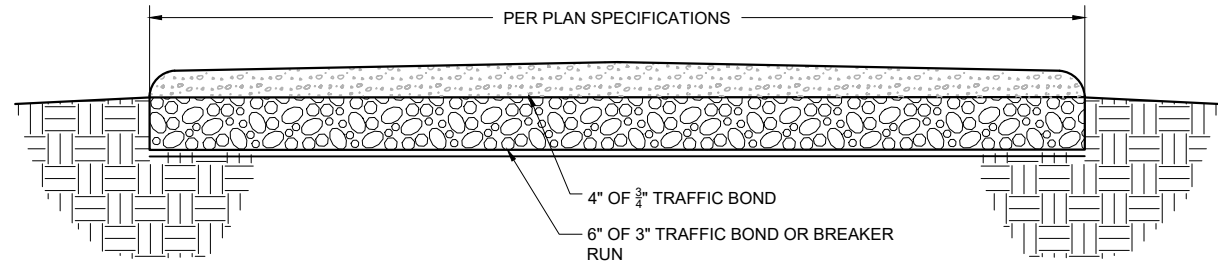 PER PLAN SPECIFICATIONS
4" OF 3/4" TRAFFIC BOND
6" OF 3" TRAFFIC BOND OR BREAKER
RUN